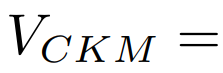 V_{CKM} =